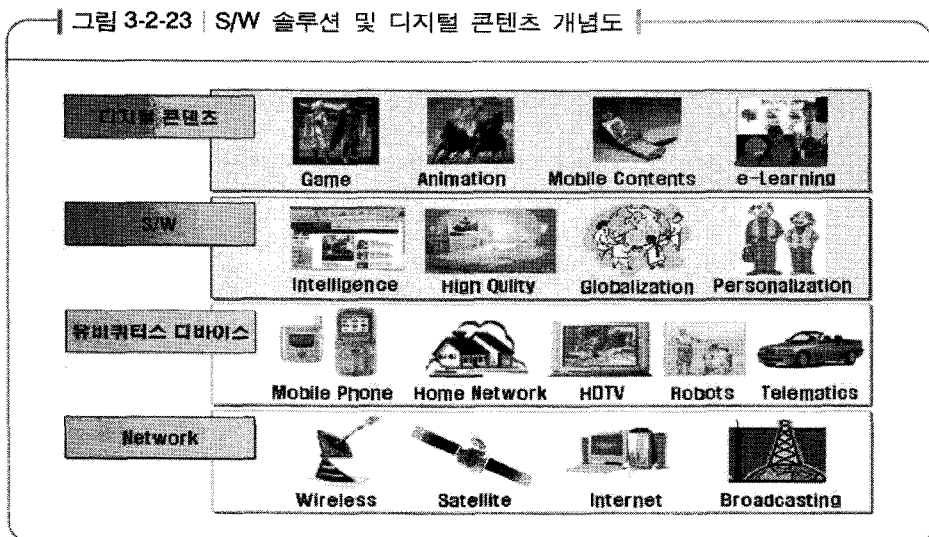 그림 3-2-23 | S/W 솔루션 및 디지털 콘텐츠 개념도
디지털 콘텐츠
Game Animation Mobile Contents e-Learning
S/W
Intelligence High Qulity Globalization Personalization
유비쿼터스 디바이스
Mobile Phone Home Network HDTV Robots Telematics
Network
Wireless Satellite Internet Broadcasting